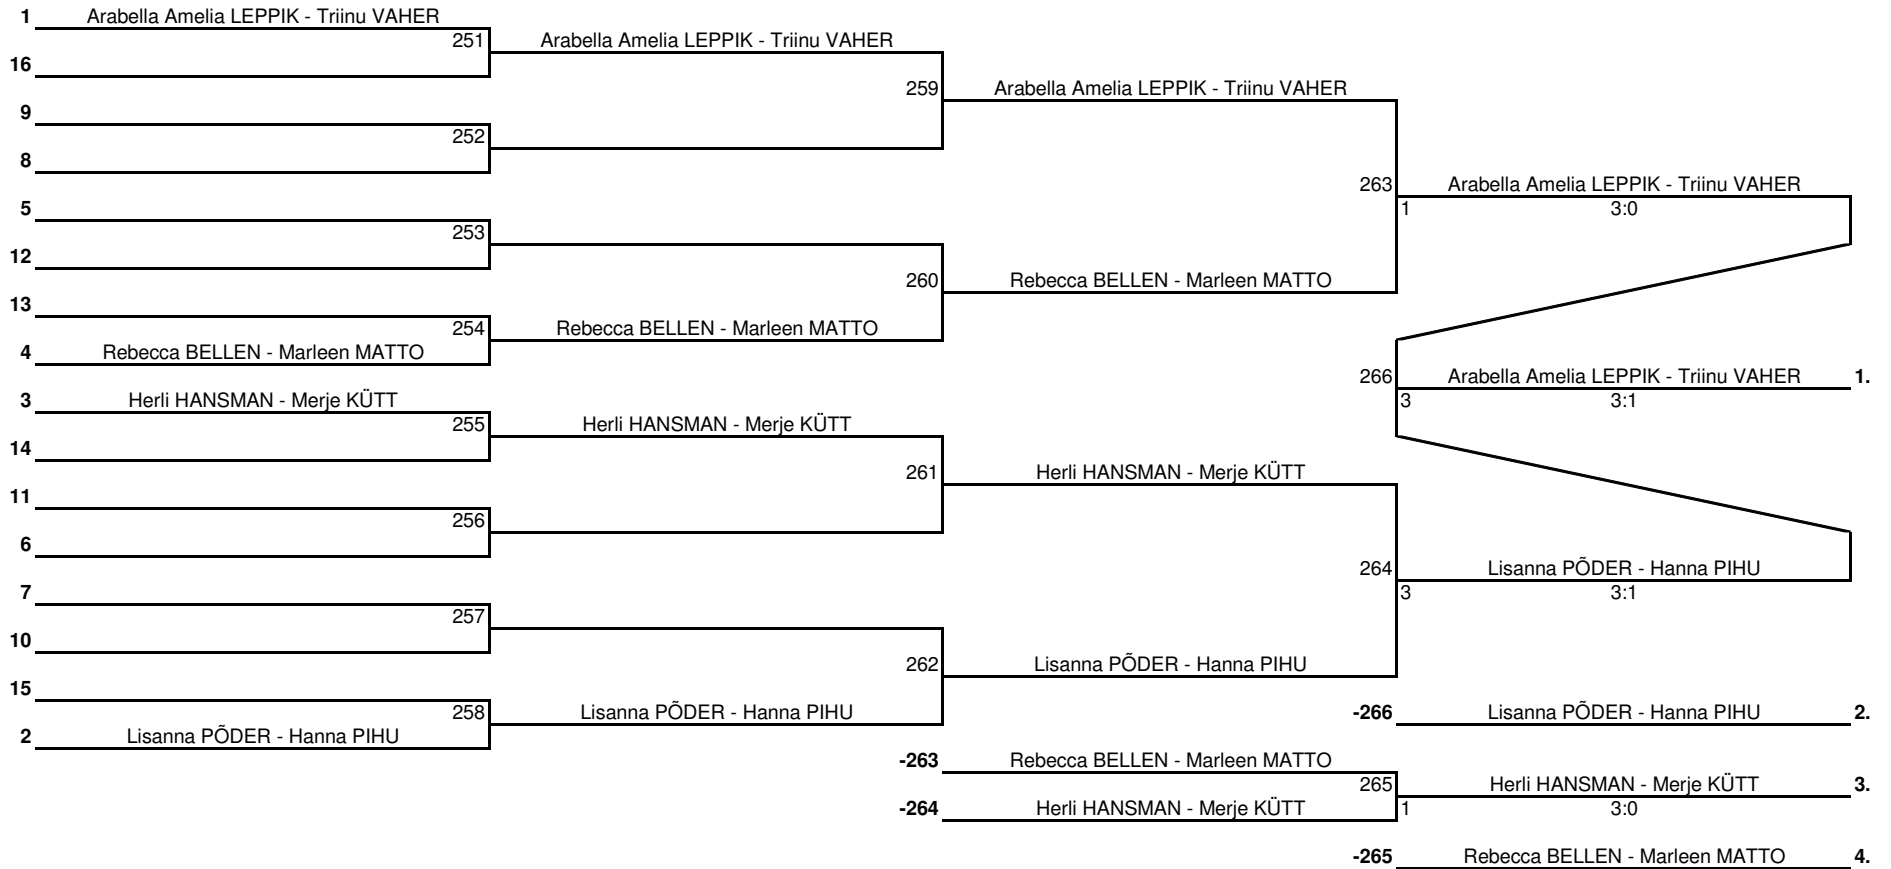 1 Arabella Amelia LEPPIK - Triinu VAHER
251 Arabella Amelia LEPPIK - Triinu VAHER
16
259 Arabella Amelia LEPPIK - Triinu VAHER
9
252
8
263 Arabella Amelia LEPPIK - Triinu VAHER
1 3:0
5
253
12
260 Rebecca BELLEN - Marleen MATTO
13
254 Rebecca BELLEN - Marleen MATTO
4 Rebecca BELLEN - Marleen MATTO
266 Arabella Amelia LEPPIK - Triinu VAHER 1.
3 3:1
3 Herli HANSMAN - Merje KÜTT
255 Herli HANSMAN - Merje KÜTT
14
261 Herli HANSMAN - Merje KÜTT
11
256
6
264 Lisanna PÕDER - Hanna PIHU
3 3:1
7
257
10
262 Lisanna PÕDER - Hanna PIHU
15
258 Lisanna PÕDER - Hanna PIHU
2 Lisanna PÕDER - Hanna PIHU
-266 Lisanna PÕDER - Hanna PIHU 2.
-263 Rebecca BELLEN - Marleen MATTO
265 Herli HANSMAN - Merje KÜTT 3.
-264 Herli HANSMAN - Merje KÜTT
1 3:0
-265 Rebecca BELLEN - Marleen MATTO 4.